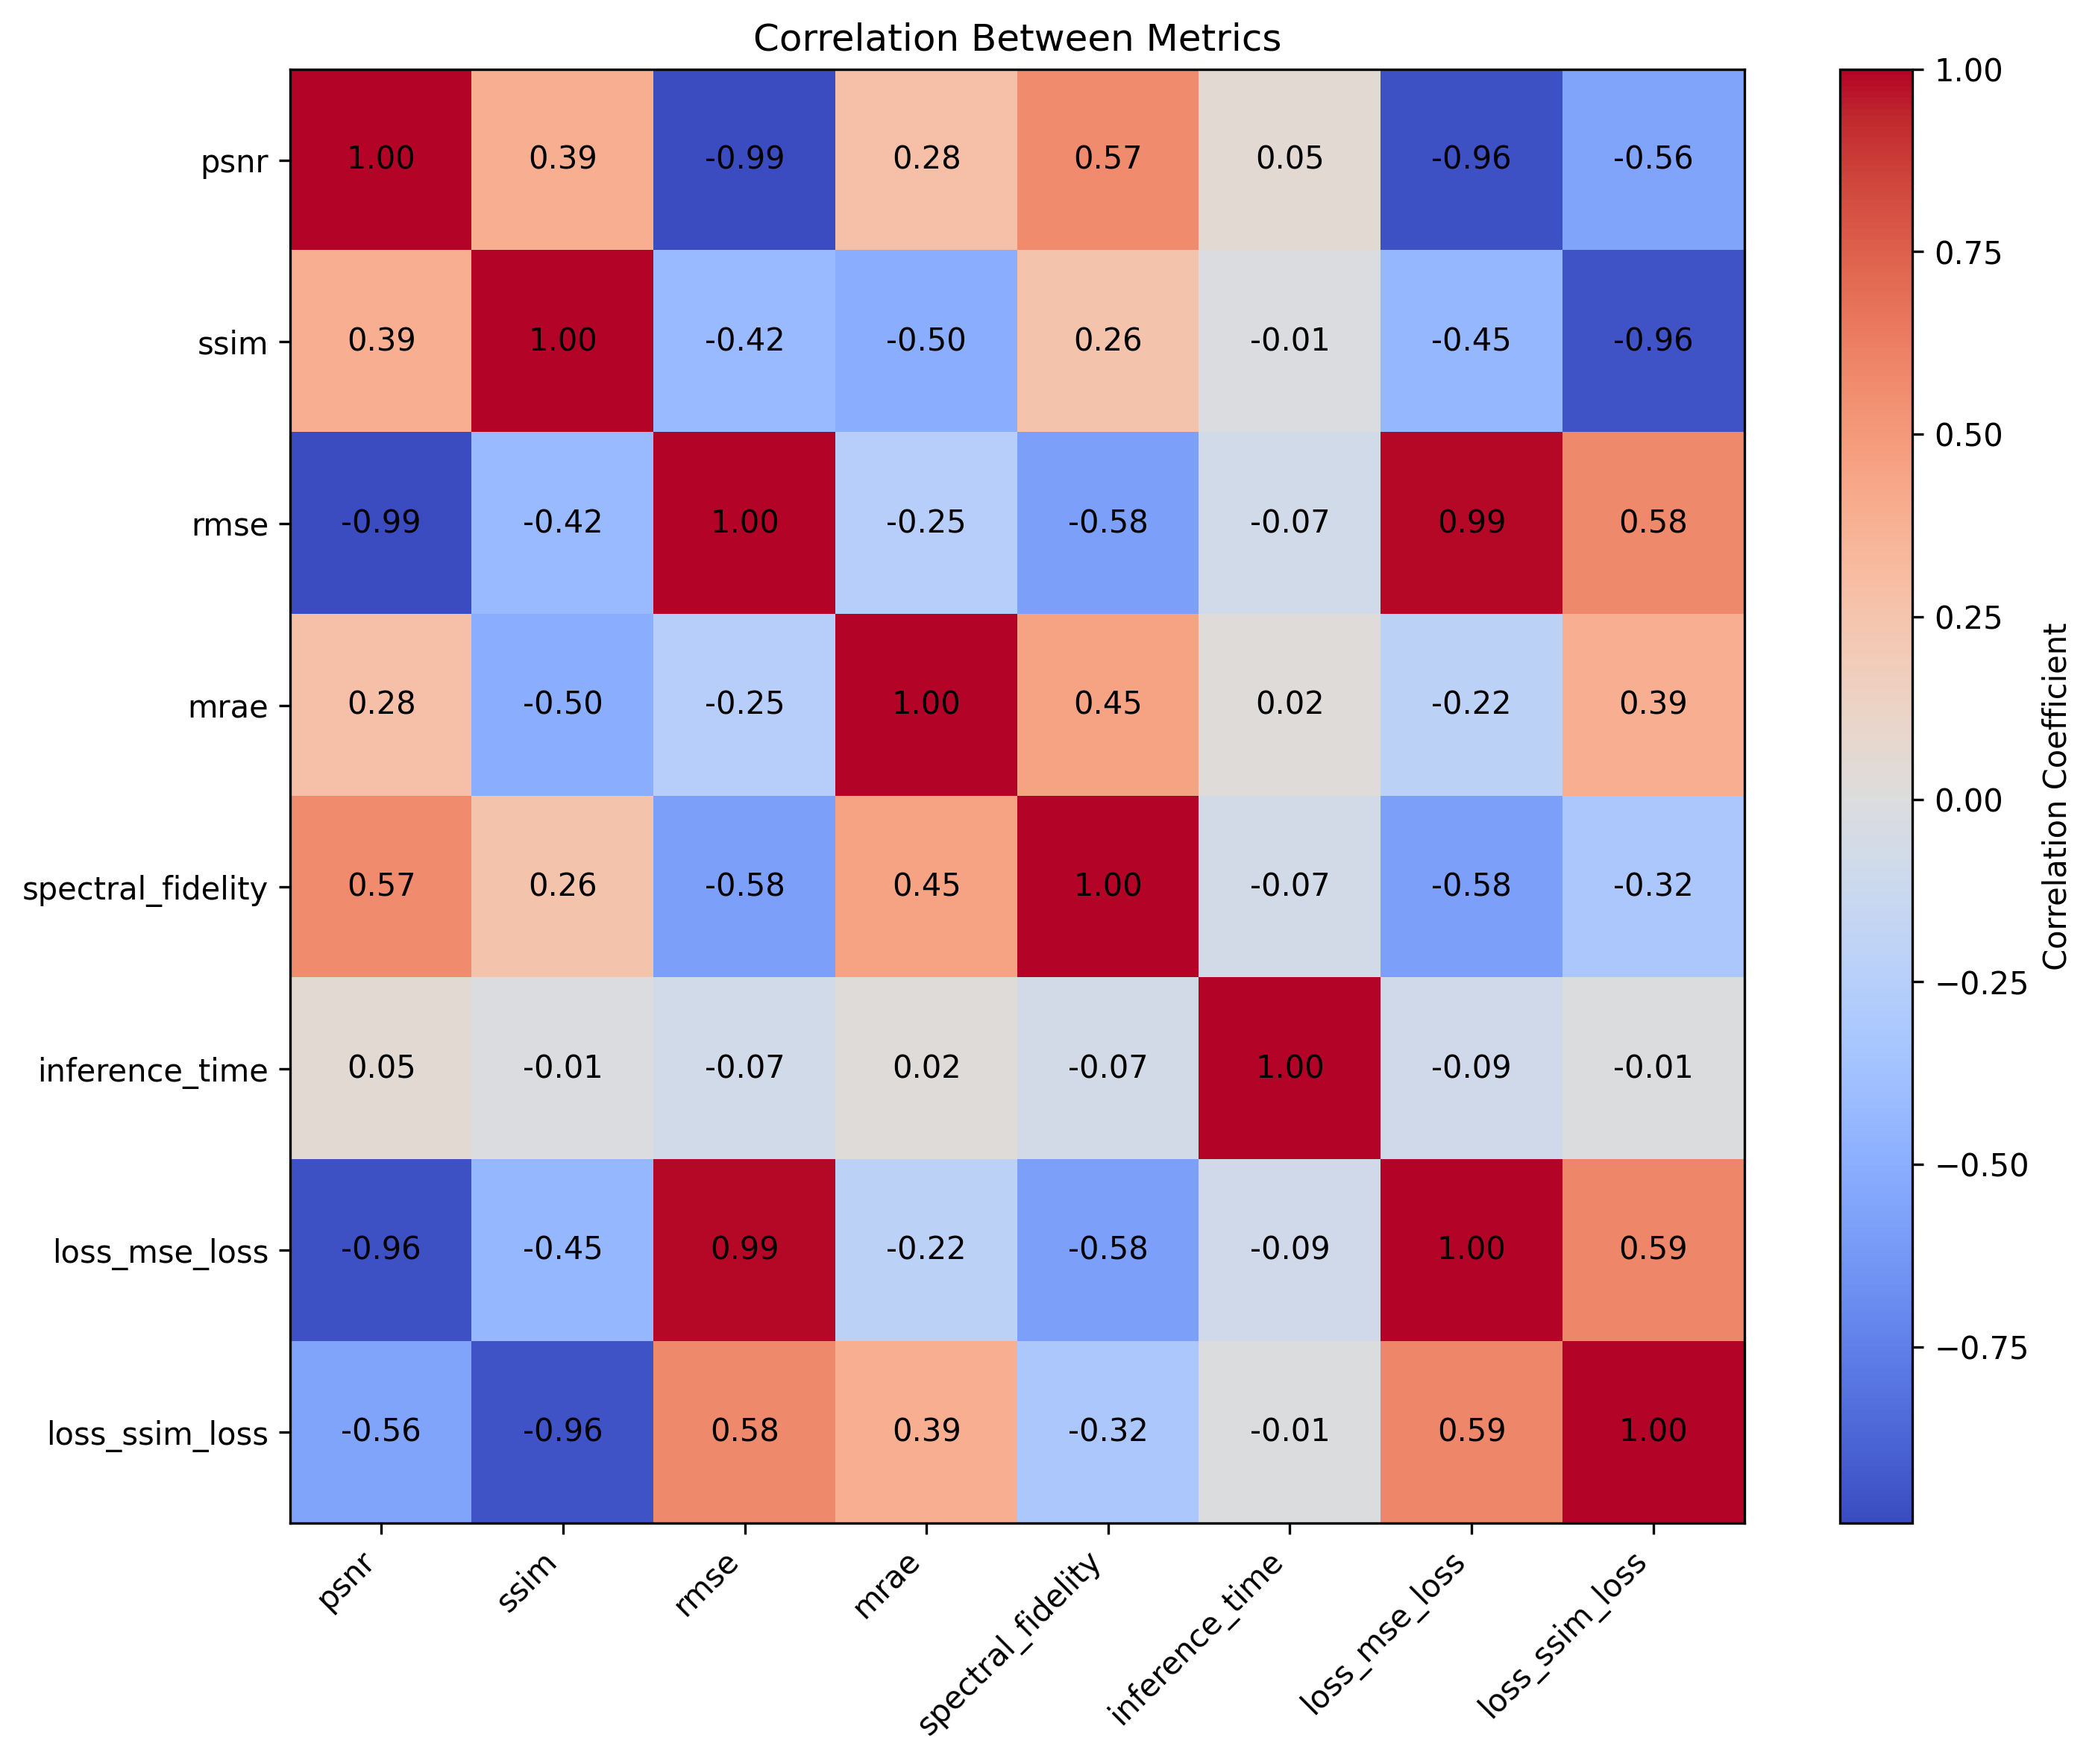 Correlation Between Metrics
psnr 1.00 0.39 -0.99 0.28 0.57 0.05 -0.96 -0.56
ssim 0.39 1.00 -0.42 -0.50 0.26 -0.01 -0.45 -0.96
rmse -0.99 -0.42 1.00 -0.25 -0.58 -0.07 0.99 0.58
mrae 0.28 -0.50 -0.25 1.00 0.45 0.02 -0.22 0.39
spectral_fidelity 0.57 0.26 -0.58 0.45 1.00 -0.07 -0.58 -0.32
inference_time 0.05 -0.01 -0.07 0.02 -0.07 1.00 -0.09 -0.01
loss_mse_loss -0.96 -0.45 0.99 -0.22 -0.58 -0.09 1.00 0.59
loss_ssim_loss -0.56 -0.96 0.58 0.39 -0.32 -0.01 0.59 1.00
psnr ssim rmse mrae spectral_fidelity inference_time loss_mse_loss loss_ssim_loss
1.00
0.75
0.50
0.25
0.00
−0.25
−0.50
−0.75
Correlation Coefficient